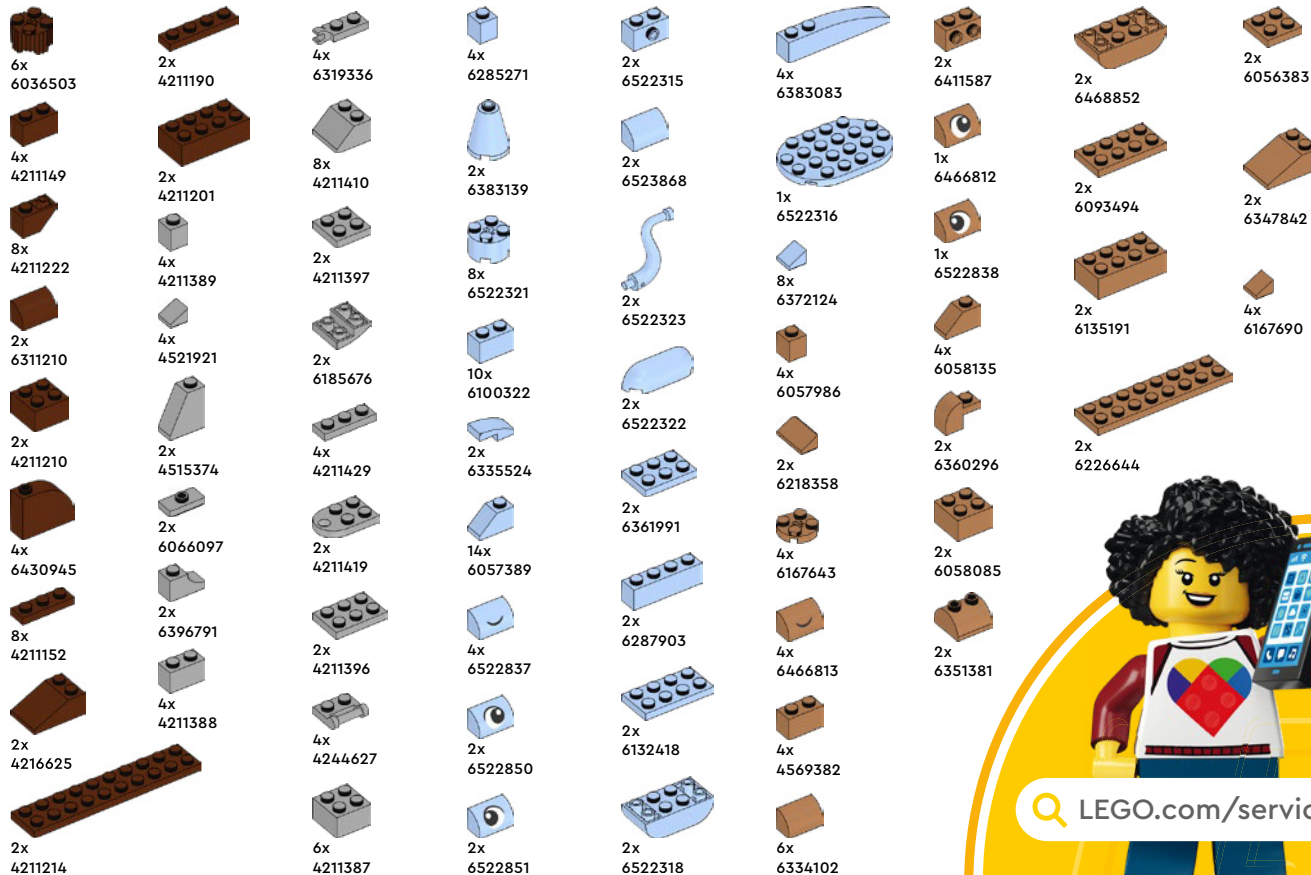 6x
6036503
4x
4211149
8x
4211222
2x
6311210
2x
4211210
4x
6430945
8x
4211152
2x
4216625
2x
4211214
2x
4211190
2x
4211201
4x
4211389
4x
4521921
2x
4515374
2x
6066097
2x
6396791
4x
4211388
4x
6319336
8x
4211410
2x
4211397
2x
6185676
4x
4211429
2x
4211419
2x
4211396
4x
4244627
6x
4211387
4x
6285271
2x
6383139
8x
6522321
10x
6100322
2x
6335524
14x
6057389
4x
6522837
2x
6522850
2x
6522851
2x
6522315
2x
6523868
2x
6522323
2x
6522322
2x
6361991
2x
6287903
2x
6132418
2x
6522318
4x
6383083
1x
6522316
8x
6372124
4x
6057986
2x
6218358
4x
6167643
4x
6466813
4x
4569382
6x
6334102
2x
6411587
1x
6466812
1x
6522838
4x
6058135
2x
6360296
2x
6058085
2x
6351381
2x
6468852
2x
6093494
2x
6135191
2x
6226644
2x
6056383
2x
6347842
4x
6167690
LEGO.com/servic